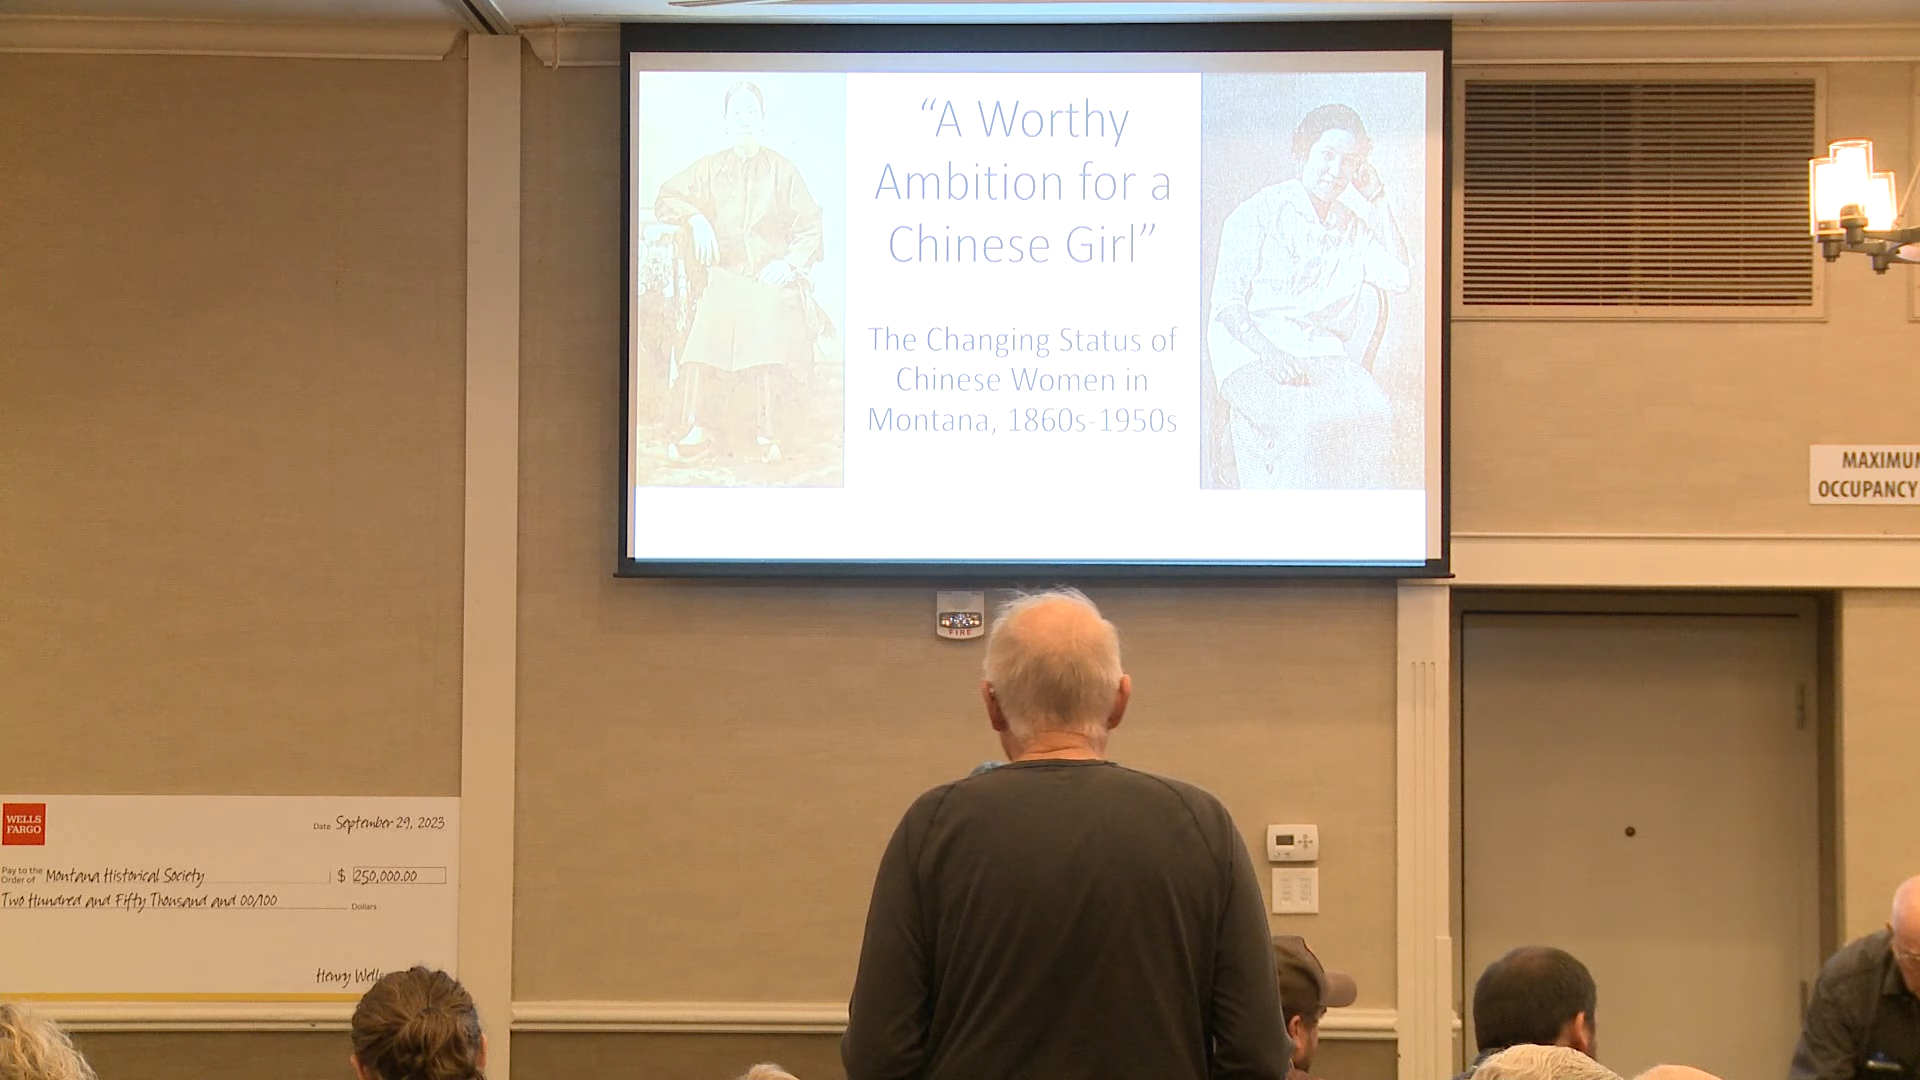 “A Worthy
Ambition for a
Chinese Girl”
The Changing Status of
Chinese Women in
Montana, 1860s-1950s
MAXIMUM
OCCUPANCY
FIRE
WELLS
FARGO
Date September 29, 2023
Pay to the
Order of Montana Historical Society $ 250,000.00
Two Hundred and Fifty Thousand and 00/100 Dollars
Henry Wells